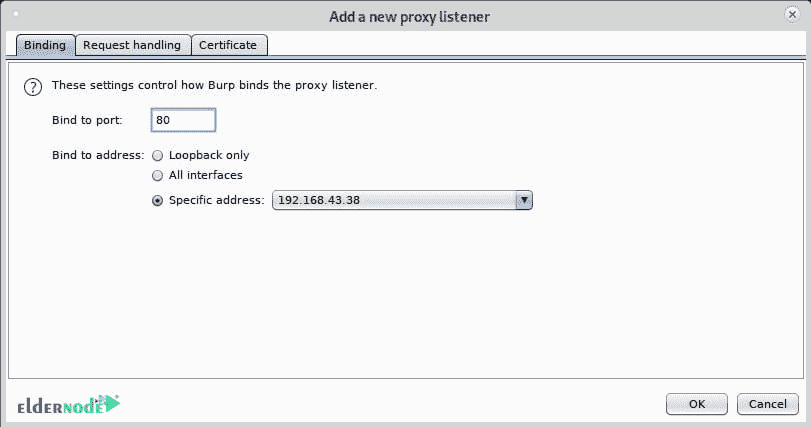 Add a new proxy listener
Binding Request handling Certificate
? These settings control how Burp binds the proxy listener.
Bind to port: 80
Bind to address: Loopback only
All interfaces
Specific address: 192.168.43.38
elderNODE OK Cancel